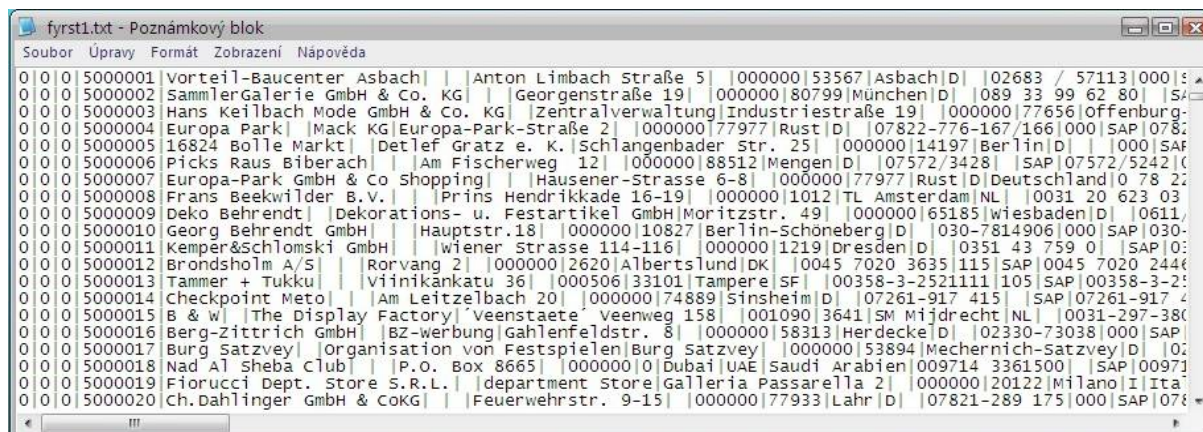 fyrst1.txt - Poznámkový blok
Soubor Úpravy Formát Zobrazení Nápověda
0|0|0|5000001|Vorteil-Baucenter Asbach| | |Anton Limbach Straße 5| |000000|53567|Asbach|D| |02683 / 57113|000|S
0|0|0|5000002|SammlerGalerie GmbH & Co. KG| | |Georgenstraße 19| |000000|80799|München|D| |089 33 99 62 80| |SA
0|0|0|5000003|Hans Keilbach Mode GmbH & Co. KG| |Zentralverwaltung|Industriestraße 19| |000000|77656|Offenburg-
0|0|0|5000004|Europa Park| |Mack KG|Europa-Park-Straße 2| |000000|77977|Rust|D| |07822-776-167/166|000|SAP|0782
0|0|0|5000005|16824 Bolle Markt| |Detlef Gratz e. K.|Schlangenbader Str. 25| |000000|14197|Berlin|D| | |000|SAP
0|0|0|5000006|Picks Raus Biberach| | |Am Fischerweg  12| |000000|88512|Mengen|D| |07572/3428| |SAP|07572/5242|0
0|0|0|5000007|Europa-Park GmbH & Co Shopping| | |Hausener-Strasse 6-8| |000000|77977|Rust|D|Deutschland|0 78 22
0|0|0|5000008|Frans Beekwilder B.V.| | |Prins Hendrikkade 16-19| |000000|1012|TL Amsterdam|NL| |0031 20 623 03
0|0|0|5000009|Deko Behrendt| |Dekorations- u. Festartikel GmbH|Moritzstr. 49| |000000|65185|Wiesbaden|D| |0611/
0|0|0|5000010|Georg Behrendt GmbH| | |Hauptstr.18| |000000|10827|Berlin-Schöneberg|D| |030-7814906|000|SAP|030-
0|0|0|5000011|Kemper&Schlomski GmbH| | |Wiener Strasse 114-116| |000000|1219|Dresden|D| |0351 43 759 0| |SAP|03
0|0|0|5000012|Brondsholm A/S| | |Rorvang 2| |000000|2620|Albertslund|DK| |0045 7020 3635|115|SAP|0045 7020 2446
0|0|0|5000013|Tammer + Tukku| | |Viinikankatu 36| |000506|33101|Tampere|SF| |00358-3-2521111|105|SAP|00358-3-25
0|0|0|5000014|Checkpoint Meto| | |Am Leitzelbach 20| |000000|74889|Sinsheim|D| |07261-917 415| |SAP|07261-917 4
0|0|0|5000015|B & W| |The Display Factory|´Veenstaete´ Veenweg 158| |001090|3641|SM Mijdrecht|NL| |0031-297-380
0|0|0|5000016|Berg-Zittrich GmbH| |BZ-Werbung|Gahlenfeldstr. 8| |000000|58313|Herdecke|D| |02330-73038|000|SAP|
0|0|0|5000017|Burg Satzvey| |Organisation von Festspielen|Burg Satzvey| |000000|53894|Mechernich-Satzvey|D| |02
0|0|0|5000018|Nad Al Sheba Club| | |P.O. Box 8665| |000000|0|Dubai|UAE|Saudi Arabien|009714 3361500| |SAP|00971
0|0|0|5000019|Fiorucci Dept. Store S.R.L.| |department Store|Galleria Passarella 2| |000000|20122|Milano|I|Ital
0|0|0|5000020|Ch.Dahlinger GmbH & CoKG| | |Feuerwehrstr. 9-15| |000000|77933|Lahr|D| |07821-289 175|000|SAP|078